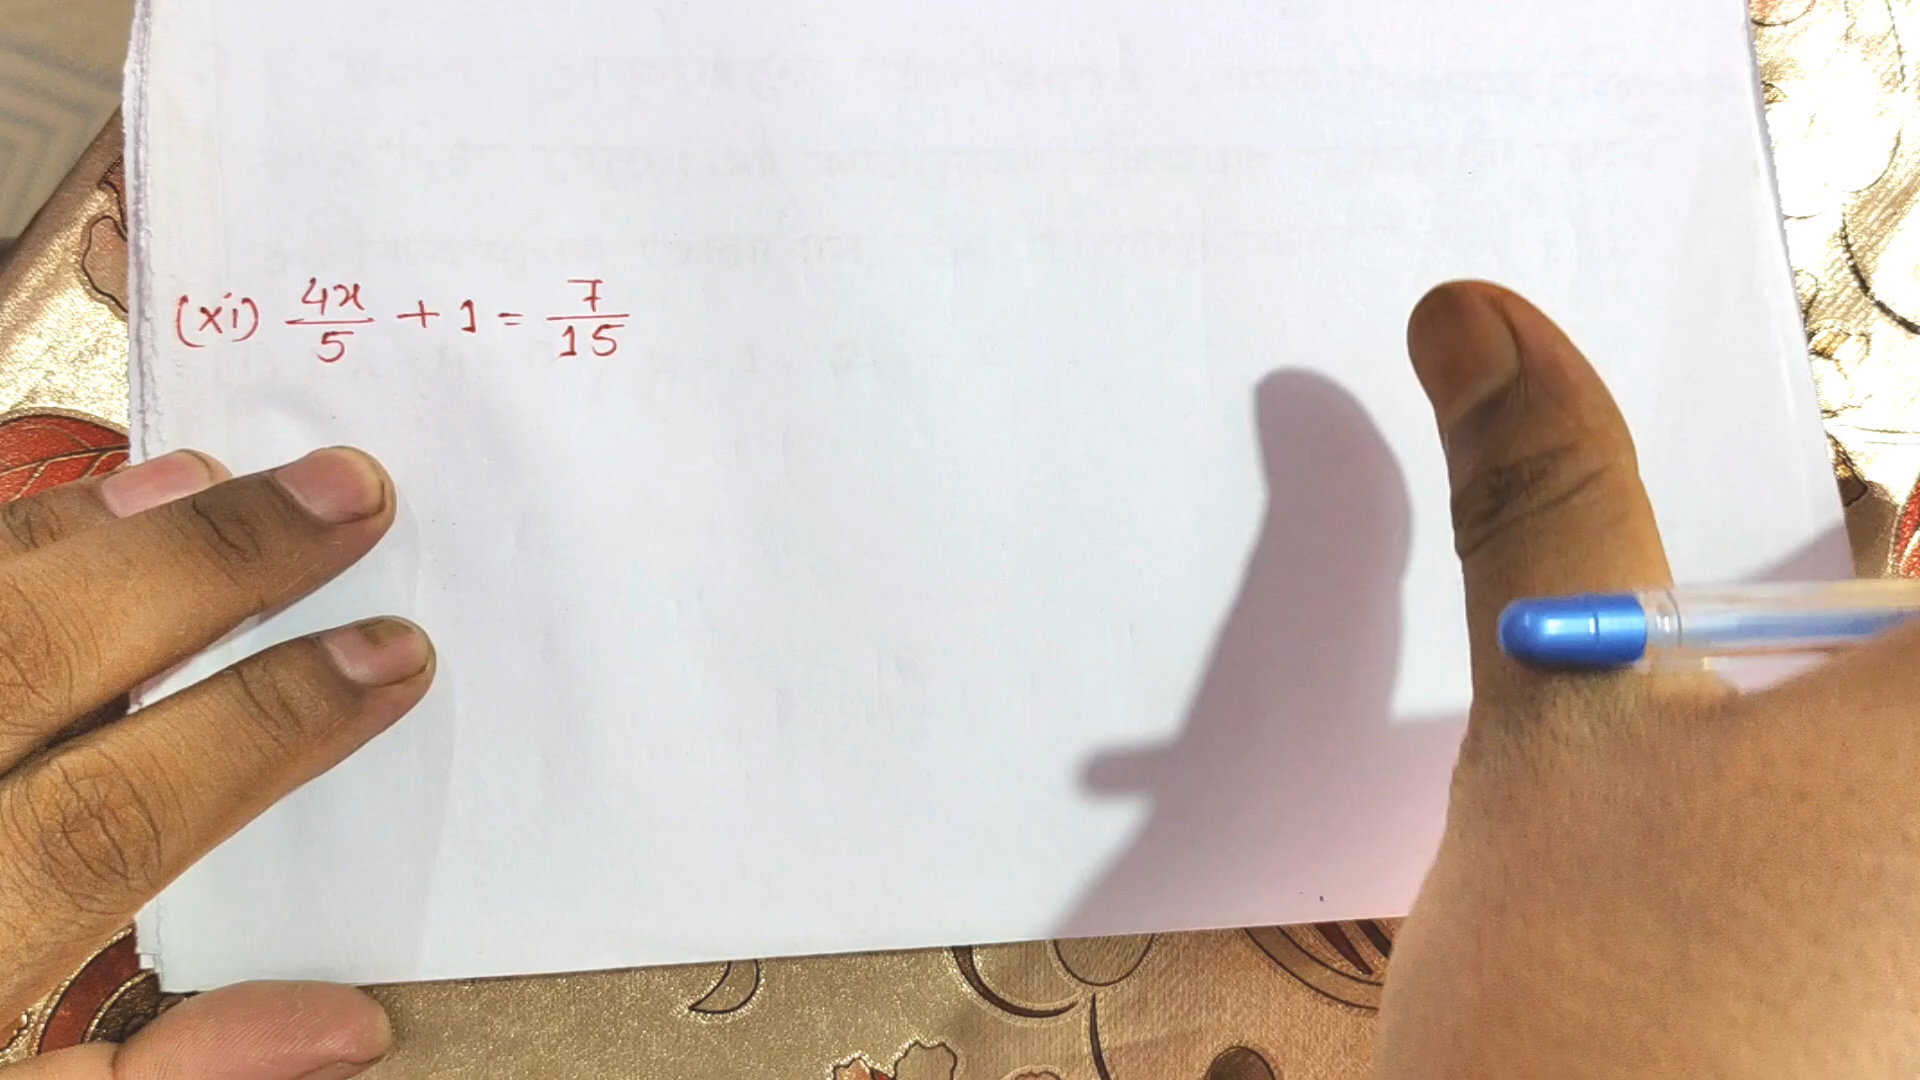 (xi) 4x/5 + 1 = 7/15